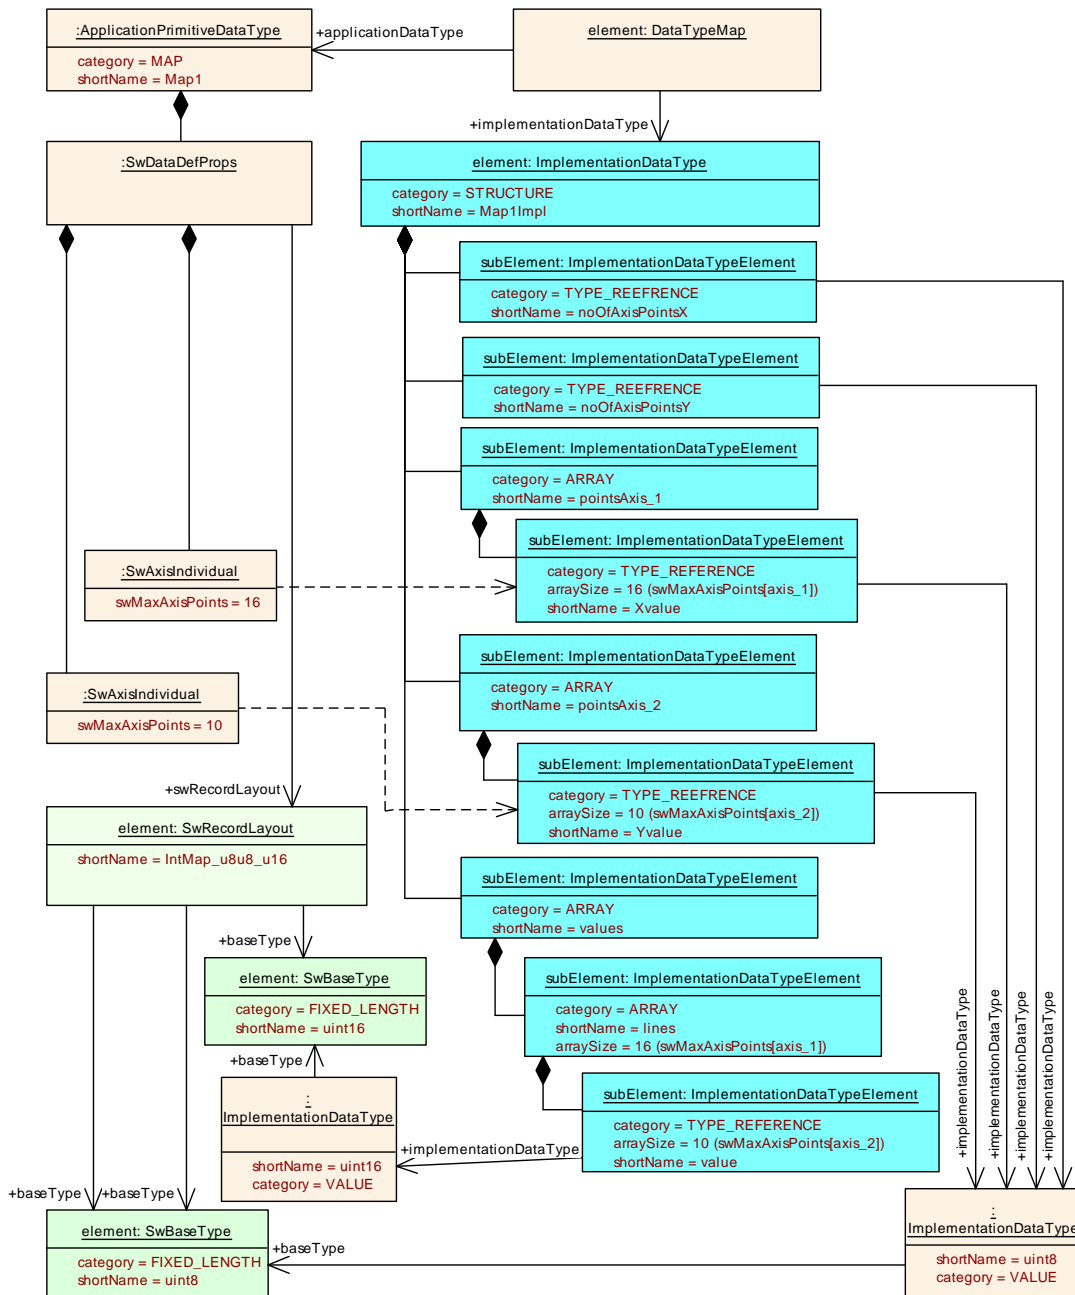 :ApplicationPrimitiveDataType
category = MAP
shortName = Map1
+applicationDataType
element: DataTypeMap
+implementationDataType
:SwDataDefProps
element: ImplementationDataType
category = STRUCTURE
shortName = Map1Impl
subElement: ImplementationDataTypeElement
category = TYPE_REEFRENCE
shortName = noOfAxisPointsX
subElement: ImplementationDataTypeElement
category = TYPE_REEFRENCE
shortName = noOfAxisPointsY
subElement: ImplementationDataTypeElement
category = ARRAY
shortName = pointsAxis_1
subElement: ImplementationDataTypeElement
category = TYPE_REFERENCE
arraySize = 16 (swMaxAxisPoints[axis_1])
shortName = Xvalue
:SwAxisIndividual
swMaxAxisPoints = 16
subElement: ImplementationDataTypeElement
category = ARRAY
shortName = pointsAxis_2
:SwAxisIndividual
swMaxAxisPoints = 10
subElement: ImplementationDataTypeElement
category = TYPE_REEFRENCE
arraySize = 10 (swMaxAxisPoints[axis_2])
shortName = Yvalue
+swRecordLayout
element: SwRecordLayout
shortName = IntMap_u8u8_u16
subElement: ImplementationDataTypeElement
category = ARRAY
shortName = values
+baseType
element: SwBaseType
category = FIXED_LENGTH
shortName = uint16
subElement: ImplementationDataTypeElement
category = ARRAY
shortName = lines
arraySize = 16 (swMaxAxisPoints[axis_1])
+baseType
:
ImplementationDataType
shortName = uint16
category = VALUE
+implementationDataType
subElement: ImplementationDataTypeElement
category = TYPE_REFERENCE
arraySize = 10 (swMaxAxisPoints[axis_2])
shortName = value
+implementationDataType
+implementationDataType
+implementationDataType
+implementationDataType
+baseType
+baseType
element: SwBaseType
category = FIXED_LENGTH
shortName = uint8
+baseType
:
ImplementationDataType
shortName = uint8
category = VALUE